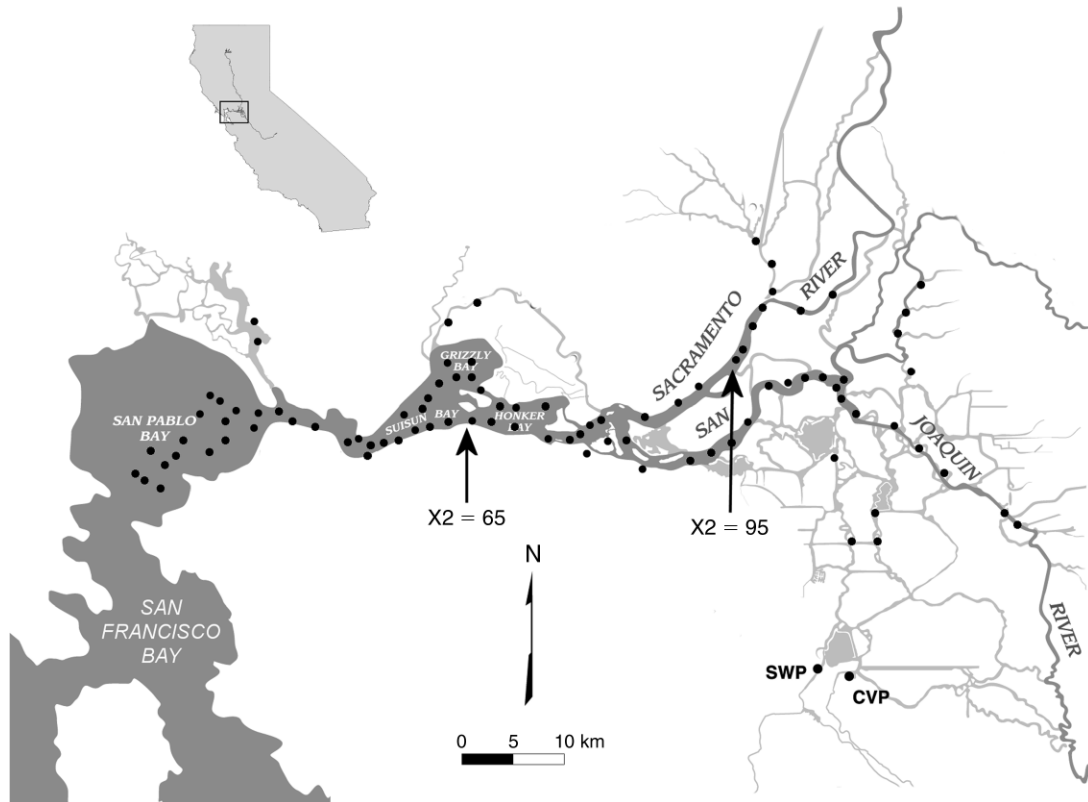 SACRAMENTO
RIVER
GRIZZLY
BAY
SAN PABLO
BAY
SUISUN
BAY
HONKER
BAY
SAN
JOAQUIN
RIVER
X2 = 65
X2 = 95
N
SAN
FRANCISCO
BAY
SWP
CVP
0 5 10 km